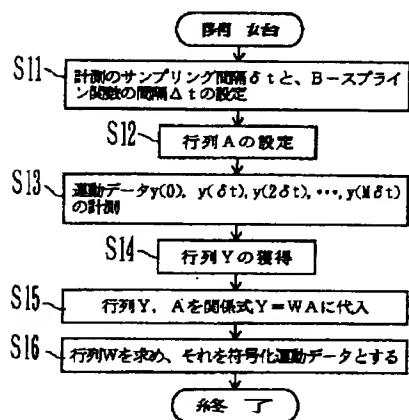 開始
S11
計測のサンプリング間隔δtと、B-スプライ
ン関数の間隔Δtの設定
S12
行列Aの設定
S13
運動データy(0), y(δt), y(2δt), …, y(Mδt)
の計測
S14
行列Yの獲得
S15
行列Y, Aを関係式Y=WAに代入
S16
行列Wを求め、それを符号化運動データとする
終了